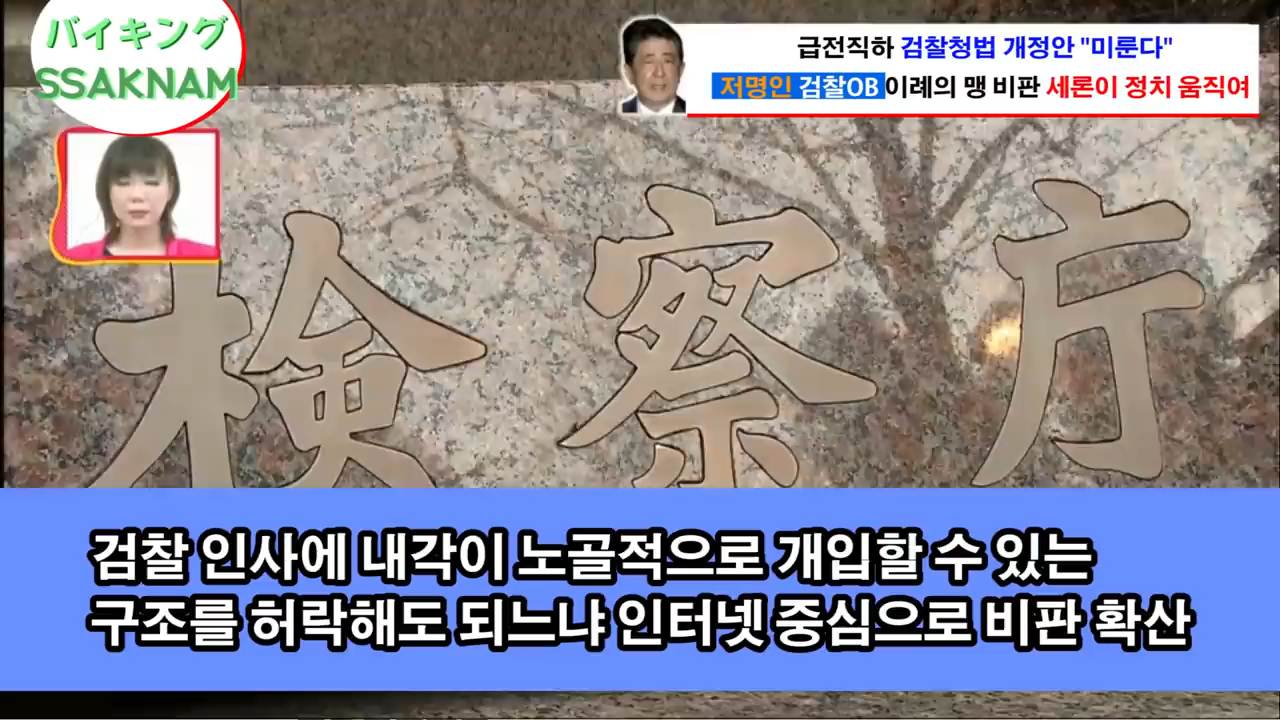 バイキング
SSAKNAM
급전직하 검찰청법 개정안 "미룬다"
저명인 검찰OB이례의 맹 비판 세론이 정치 움직여
検察庁
검찰 인사에 내각이 노골적으로 개입할 수 있는
구조를 허락해도 되느냐 인터넷 중심으로 비판 확산